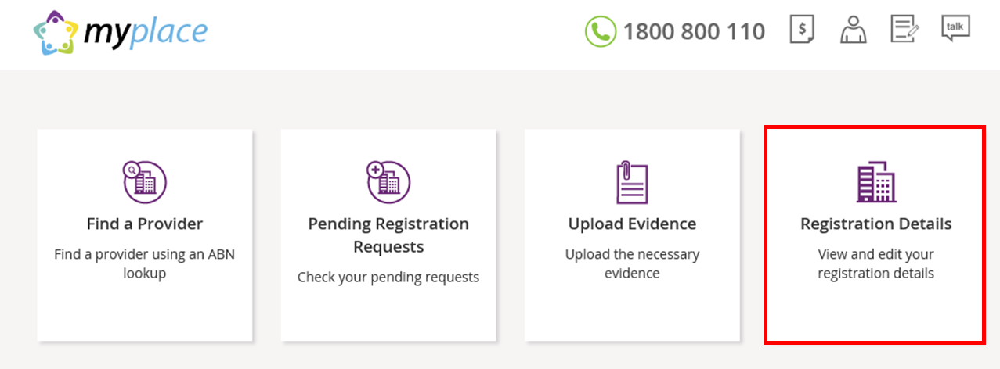 myplace
1800 800 110
$
talk
Find a Provider
Find a provider using an ABN
lookup
Pending Registration
Requests
Check your pending requests
Upload Evidence
Upload the necessary
evidence
Registration Details
View and edit your
registration details